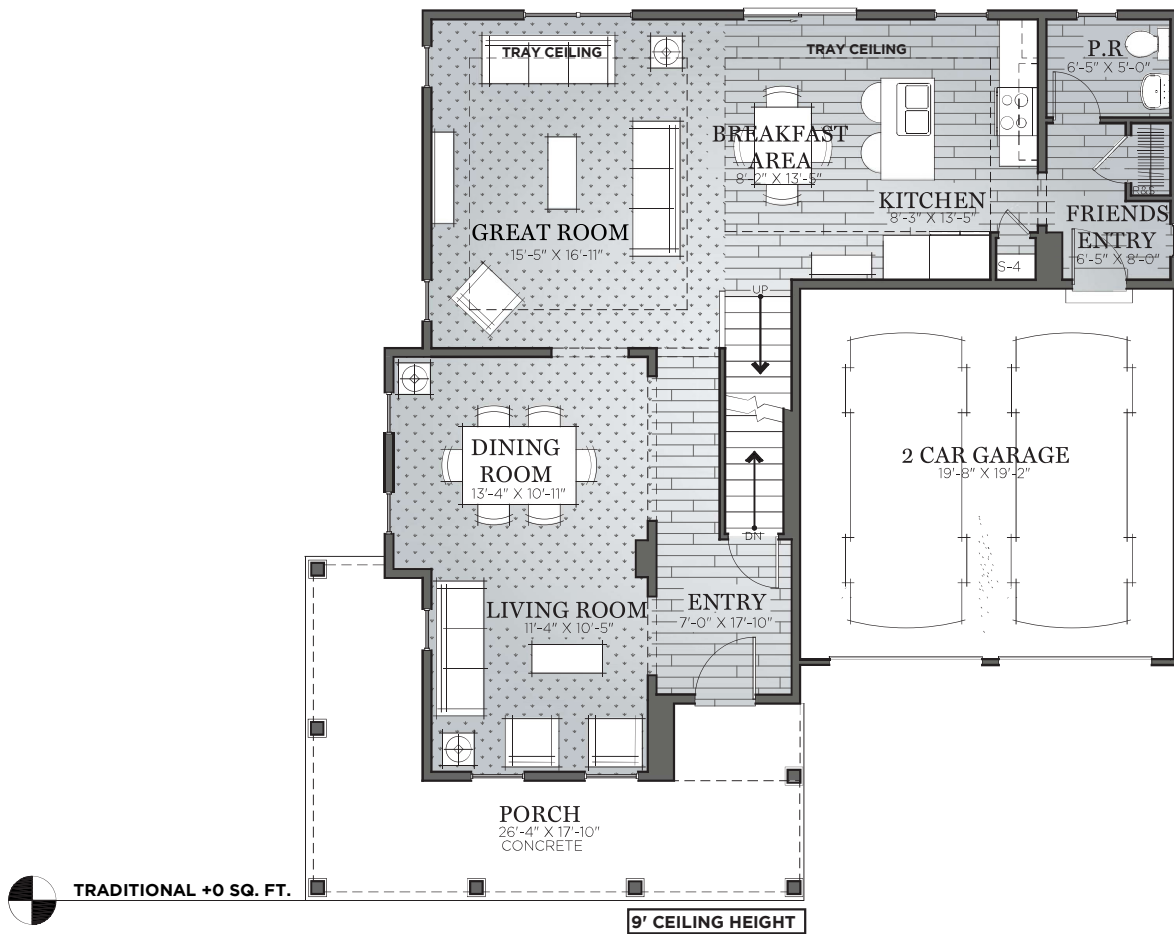 TRAY CEILING
TRAY CEILING
P.R
6'-5" X 5'-0"
BREAKFAST
AREA
8'-2" X 13'-5"
KITCHEN
8'-3" X 13'-5"
GREAT ROOM
15'-5" X 16'-11"
FRIENDS
ENTRY
6'-5" X 8'-0"
S-4
UP
DINING
ROOM
13'-4" X 10'-11"
2 CAR GARAGE
19'-8" X 19'-2"
DN
LIVING ROOM
11'-4" X 10'-5"
ENTRY
7'-0" X 17'-10"
PORCH
26'-4" X 17'-10"
CONCRETE
TRADITIONAL +0 SQ. FT.
9' CEILING HEIGHT